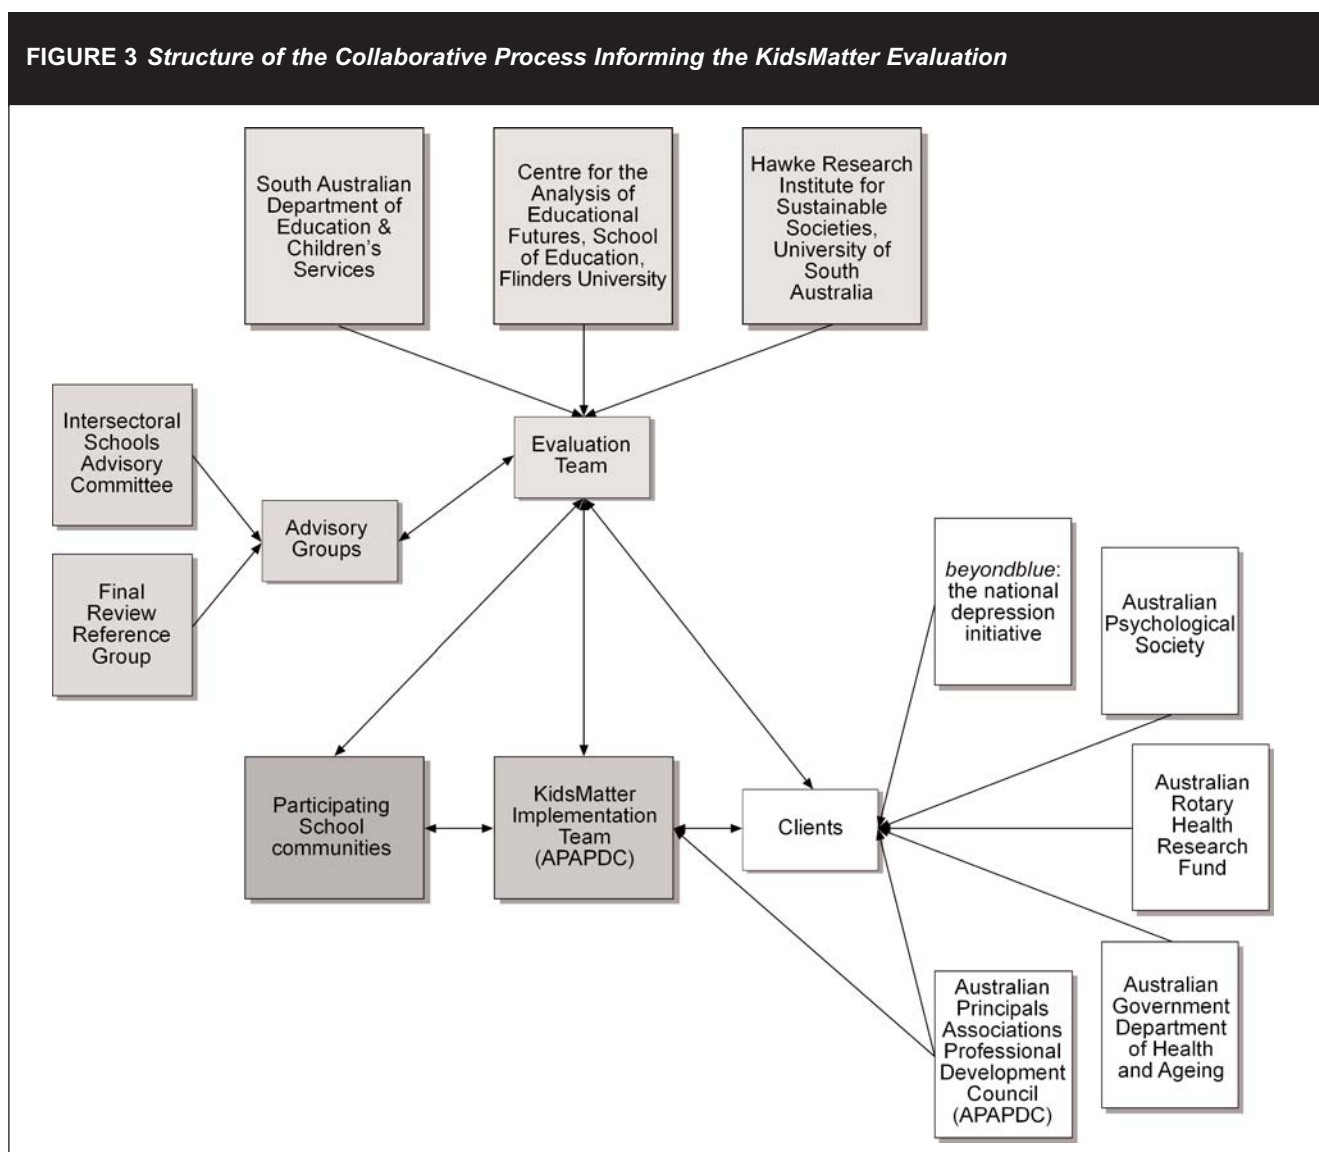 FIGURE 3 Structure of the Collaborative Process Informing the KidsMatter Evaluation
South Australian
Department of
Education &
Children's
Services
Centre for the
Analysis of
Educational
Futures, School
of Education,
Flinders University
Hawke Research
Institute for
Sustainable
Societies,
University of
South
Australia
Intersectoral
Schools
Advisory
Committee
Evaluation
Team
Advisory
Groups
Final
Review
Reference
Group
beyondblue:
the national
depression
initiative
Australian
Psychological
Society
Participating
School
communities
KidsMatter
Implementation
Team
(APAPDC)
Clients
Australian
Rotary
Health
Research
Fund
Australian
Principals
Associations
Professional
Development
Council
(APAPDC)
Australian
Government
Department
of Health
and Ageing